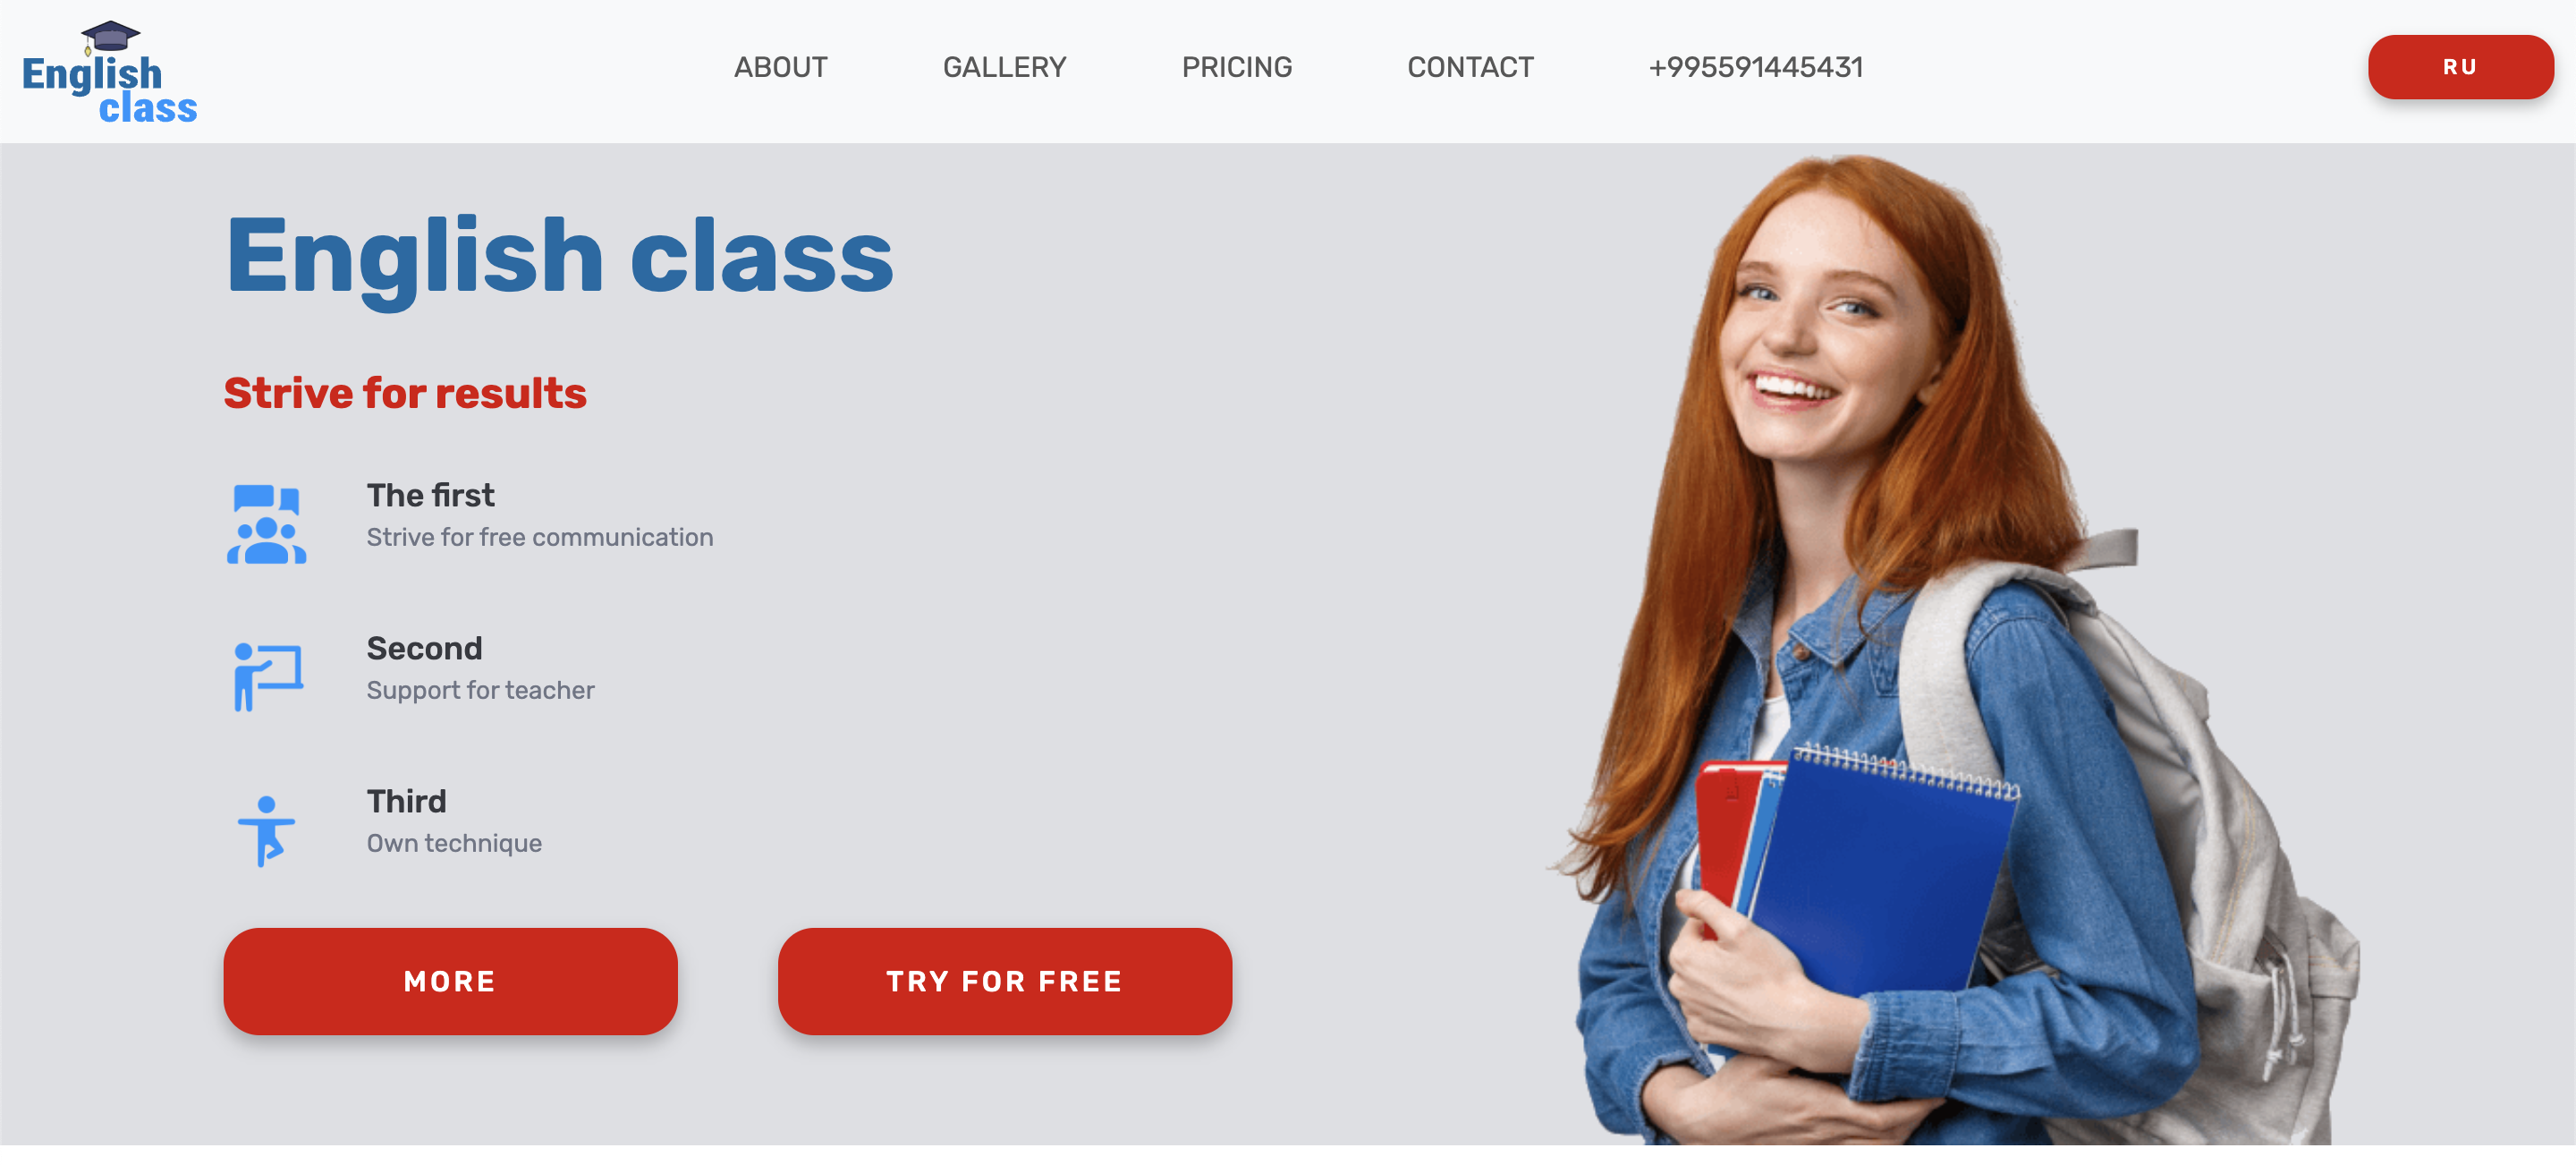 English
class
ABOUT
GALLERY
PRICING
CONTACT
+995591445431
RU
English class
Strive for results
The first
Strive for free communication
Second
Support for teacher
Third
Own technique
MORE
TRY FOR FREE